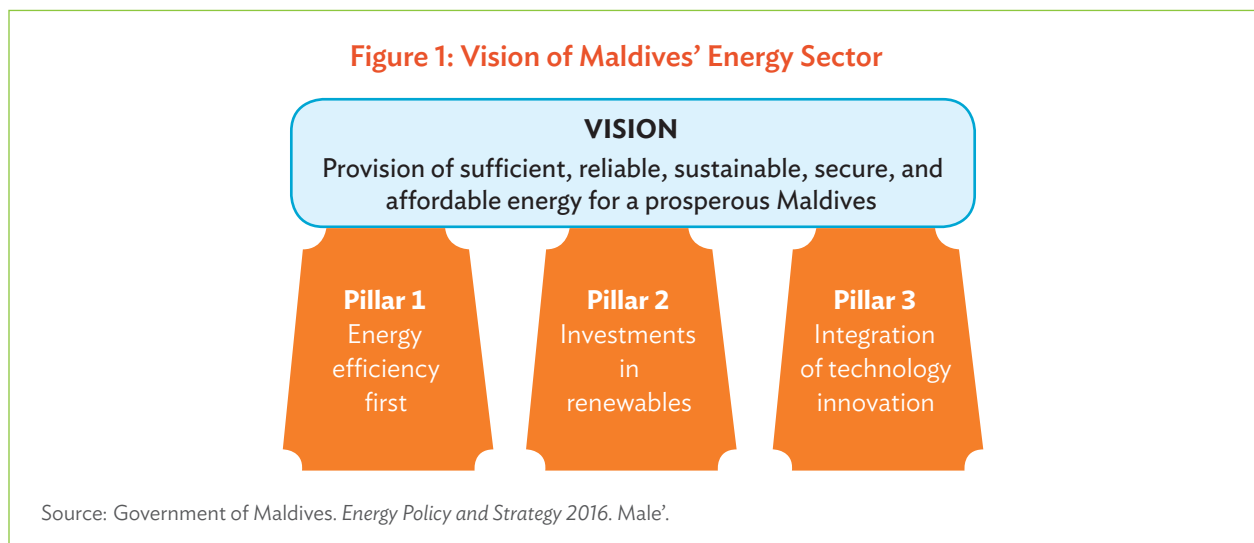 Figure 1: Vision of Maldives’ Energy Sector
VISION
Provision of sufficient, reliable, sustainable, secure, and
affordable energy for a prosperous Maldives
Pillar 1
Energy
efficiency
first
Pillar 2
Investments
in
renewables
Pillar 3
Integration
of technology
innovation
Source: Government of Maldives. Energy Policy and Strategy 2016. Male’.